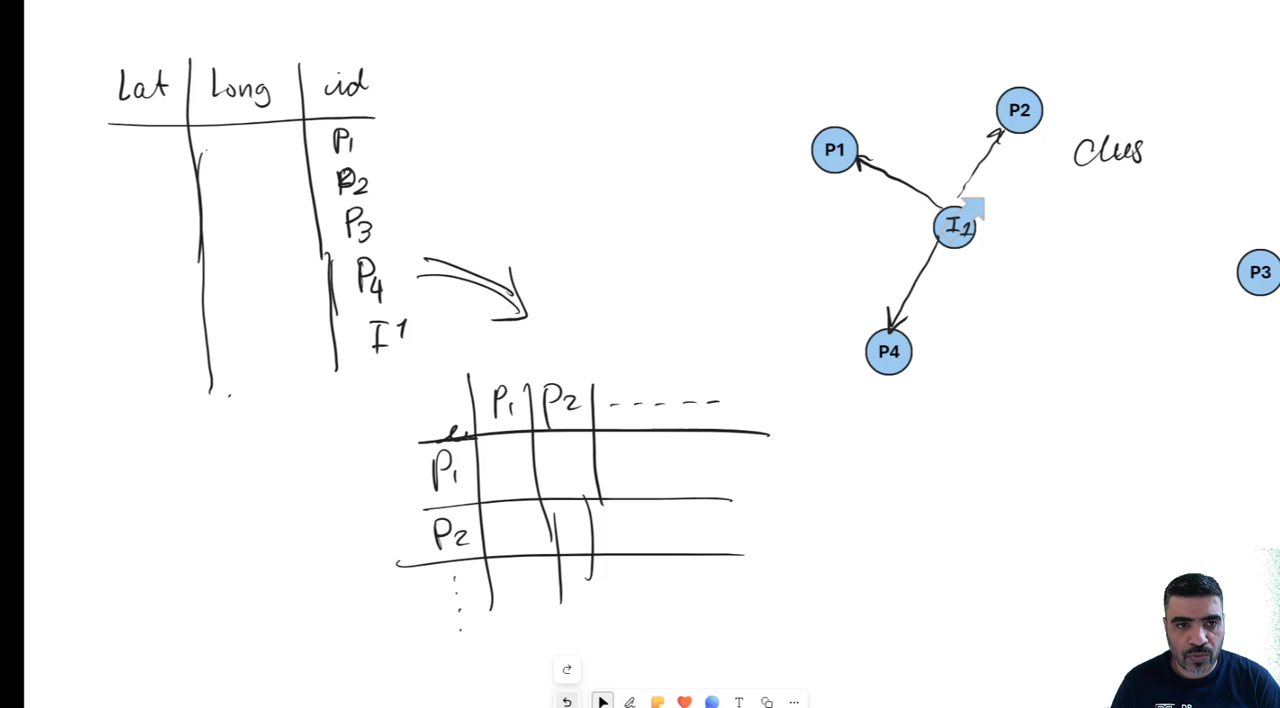 Lat Long id
P1
P2
P3
P4
I1
P1 P2 -----
P1
P2
P2
P1
Clus
I1
P3
P4
T